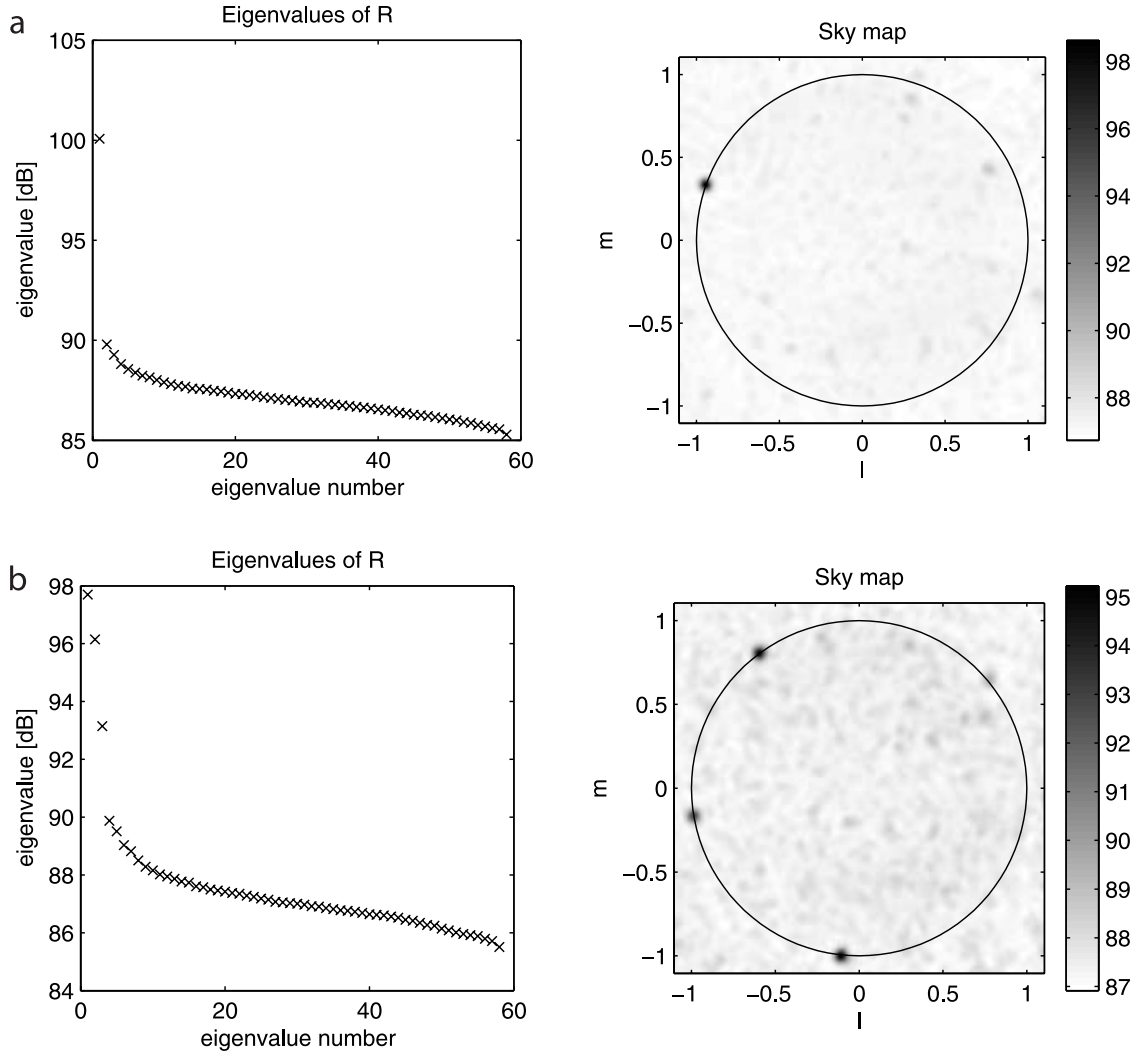 a
Eigenvalues of R
105
100
95
90
85
eigenvalue [dB]
0 20 40 60
eigenvalue number
Sky map
1
0.5
0
−0.5
−1
m
−1 −0.5 0 0.5 1
l
98
96
94
92
90
88
b
Eigenvalues of R
98
96
94
92
90
88
86
84
eigenvalue [dB]
0 20 40 60
eigenvalue number
Sky map
1
0.5
0
−0.5
−1
m
−1 −0.5 0 0.5 1
l
95
94
93
92
91
90
89
88
87